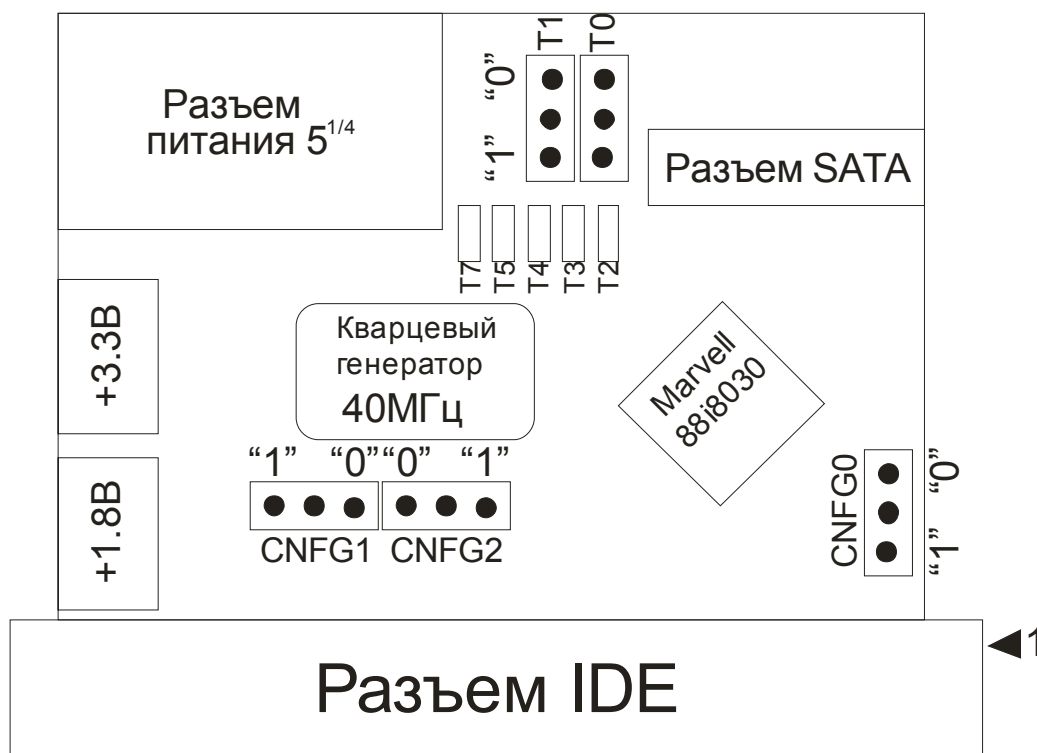 Разъем
питания 5 1/4
T1
T0
“0”
“1”
Разъем SATA
T7
T5
T4
T3
T2
+3.3В
Кварцевый
генератор
40МГц
Marvell
88i8030
+1.8В
“1” “0” “0” “1”
CNFG1 CNFG2
CNFG0
“0”
“1”
1
Разъем IDE